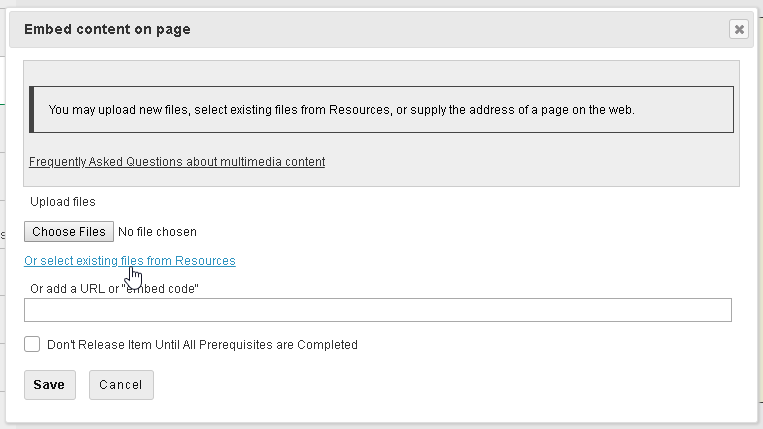 Embed content on page
You may upload new files, select existing files from Resources, or supply the address of a page on the web.
Frequently Asked Questions about multimedia content
Upload files
Choose Files No file chosen
Or select existing files from Resources
Or add a URL or "embed code"
Don't Release Item Until All Prerequisites are Completed
Save Cancel